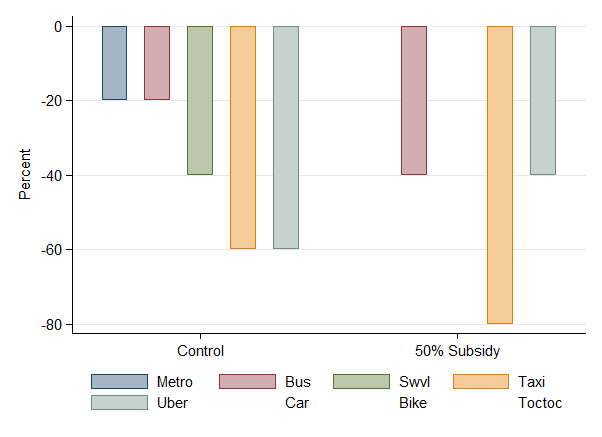 0
-20
-40
-60
-80
Percent
Control 50% Subsidy
Metro Bus Swvl Taxi
Uber Car Bike Toctoc